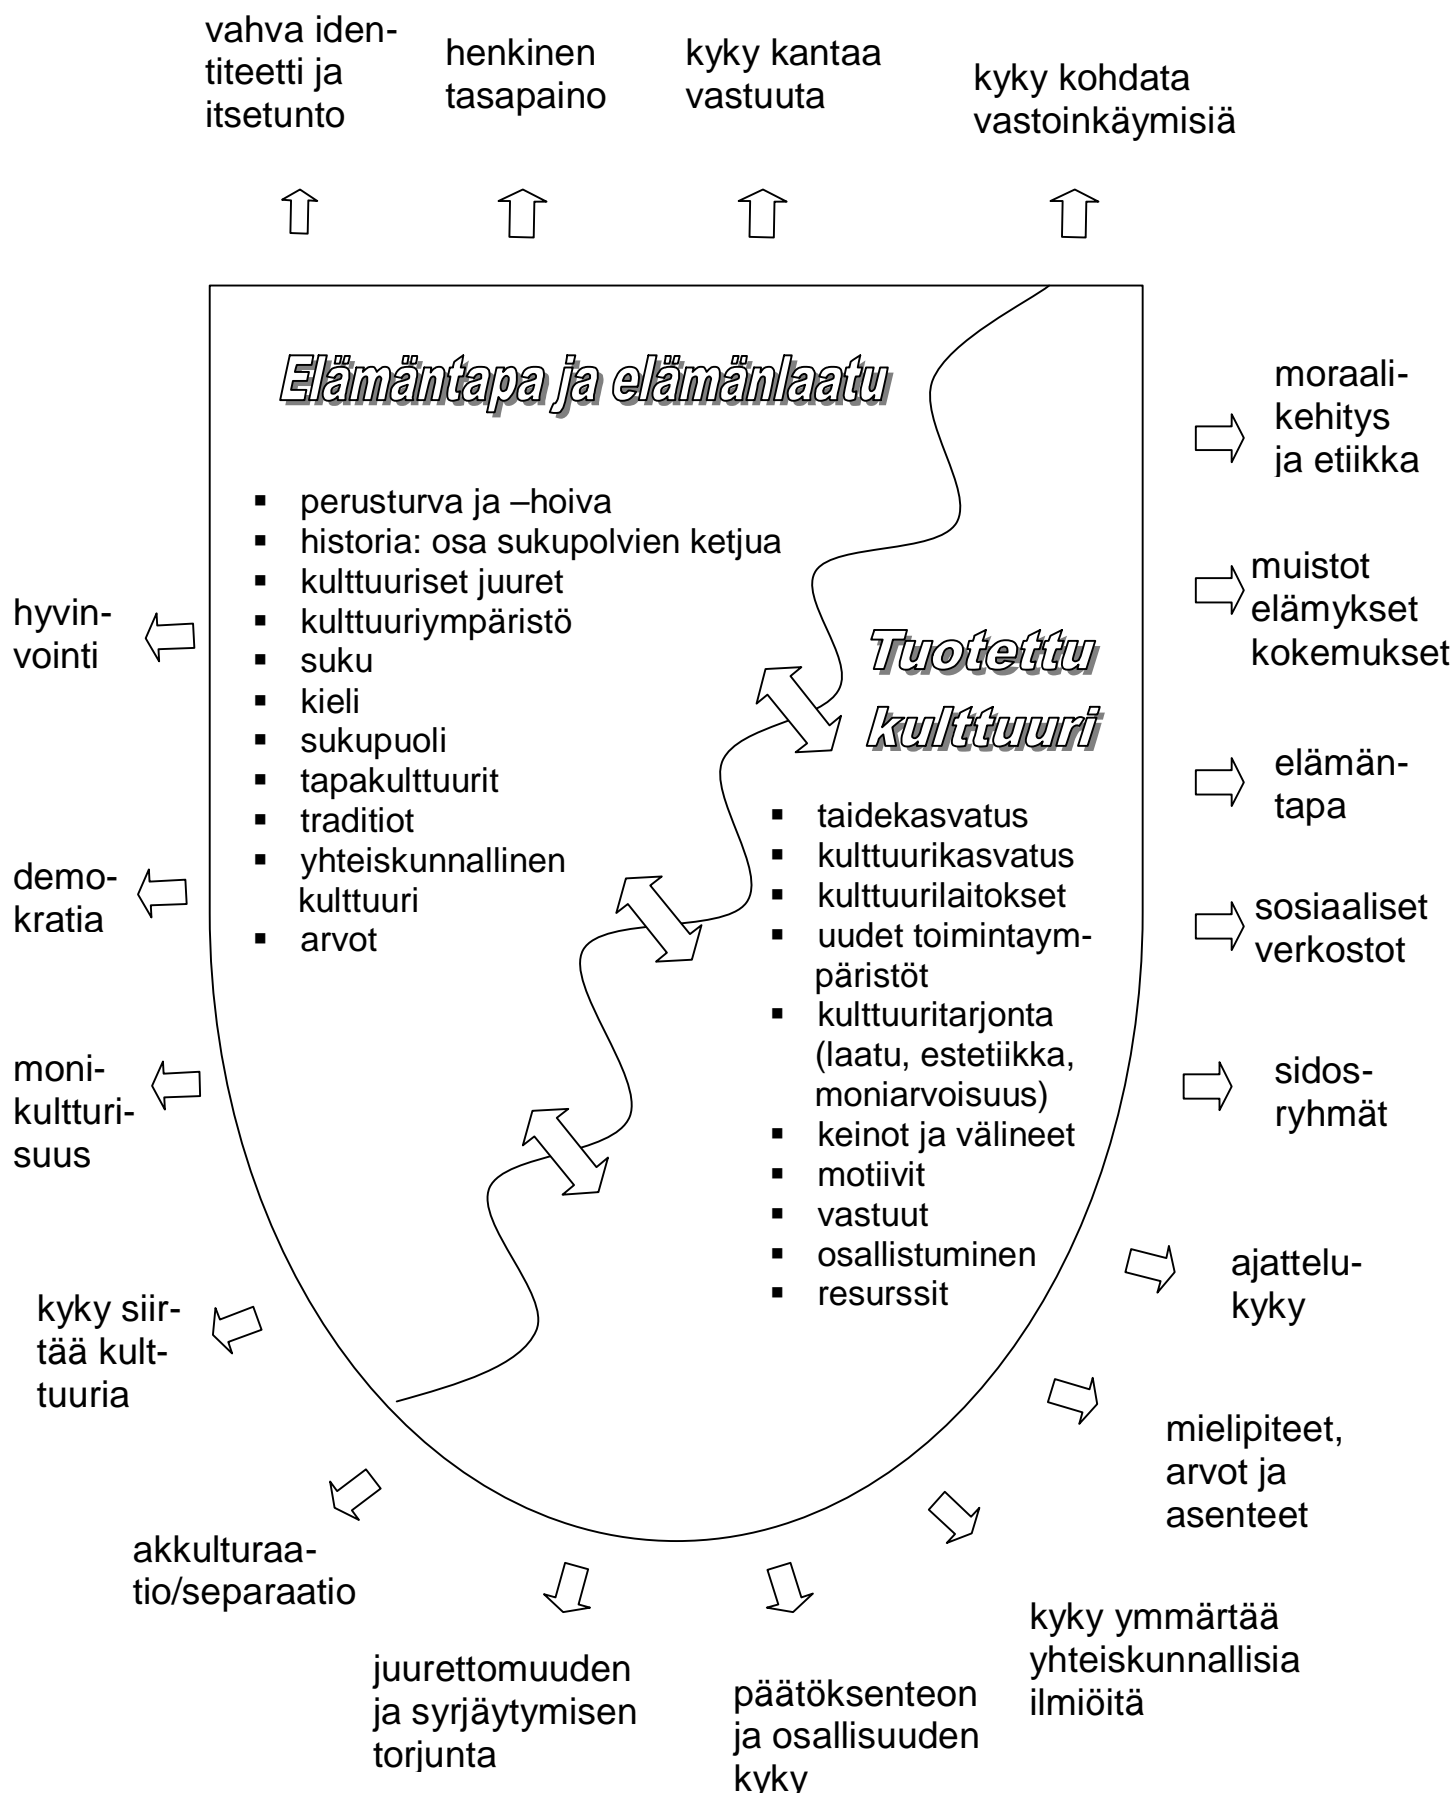 vahva iden-
titeetti ja
itsetunto
henkinen
tasapaino
kyky kantaa
vastuuta
kyky kohdata
vastoinkäymisiä
Elämäntapa ja elämänlaatu
▪ perusturva ja –hoiva
▪ historia: osa sukupolvien ketjua
▪ kulttuuriset juuret
▪ kulttuuriympäristö
▪ suku
▪ kieli
▪ sukupuoli
▪ tapakulttuurit
▪ traditiot
▪ yhteiskunnallinen
kulttuuri
▪ arvot
Tuotettu
kulttuuri
▪ taidekasvatus
▪ kulttuurikasvatus
▪ kulttuurilaitokset
▪ uudet toimintaym-
päristöt
▪ kulttuuritarjonta
(laatu, estetiikka,
moniarvoisuus)
▪ keinot ja välineet
▪ motiivit
▪ vastuut
▪ osallistuminen
▪ resurssit
moraali-
kehitys
ja etiikka
muistot
elämykset
kokemukset
elämän-
tapa
sosiaaliset
verkostot
sidos-
ryhmät
ajattelu-
kyky
mielipiteet,
arvot ja
asenteet
kyky ymmärtää
yhteiskunnallisia
ilmiöitä
päätöksenteon
ja osallisuuden
kyky
juurettomuuden
ja syrjäytymisen
torjunta
akkulturaa-
tio/separaatio
kyky siir-
tää kult-
tuuria
moni-
kultturi-
suus
demo-
kratia
hyvin-
vointi